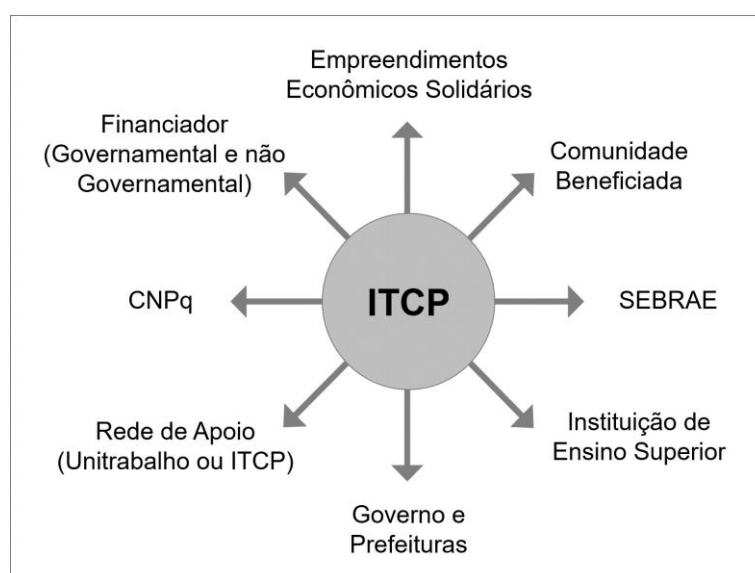 Empreendimentos
Econômicos Solidários
Financiador
(Governamental e não
Governamental)
Comunidade
Beneficiada
CNPq
ITCP
SEBRAE
Rede de Apoio
(Unitrabalho ou ITCP)
Instituição de
Ensino Superior
Governo e
Prefeituras